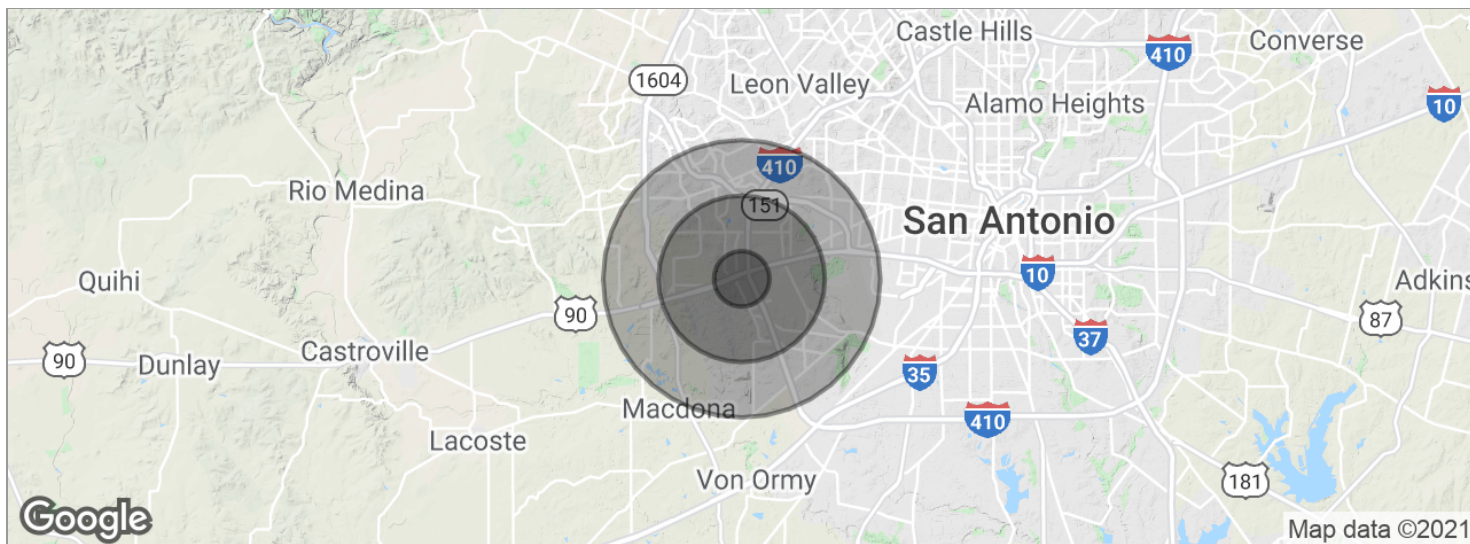 Castle Hills
410
Converse
1604
Leon Valley
Alamo Heights
10
410
Rio Medina
151
San Antonio
Quihi
10
Adkins
90
87
37
90
Dunlay
Castroville
35
Macdona
410
Lacoste
Von Ormy
181
Google
Map data ©2021